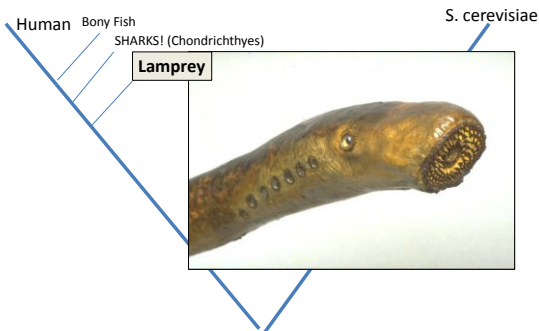 Human
Bony Fish
S. cerevisiae
SHARKS! (Chondrichthyes)
Lamprey